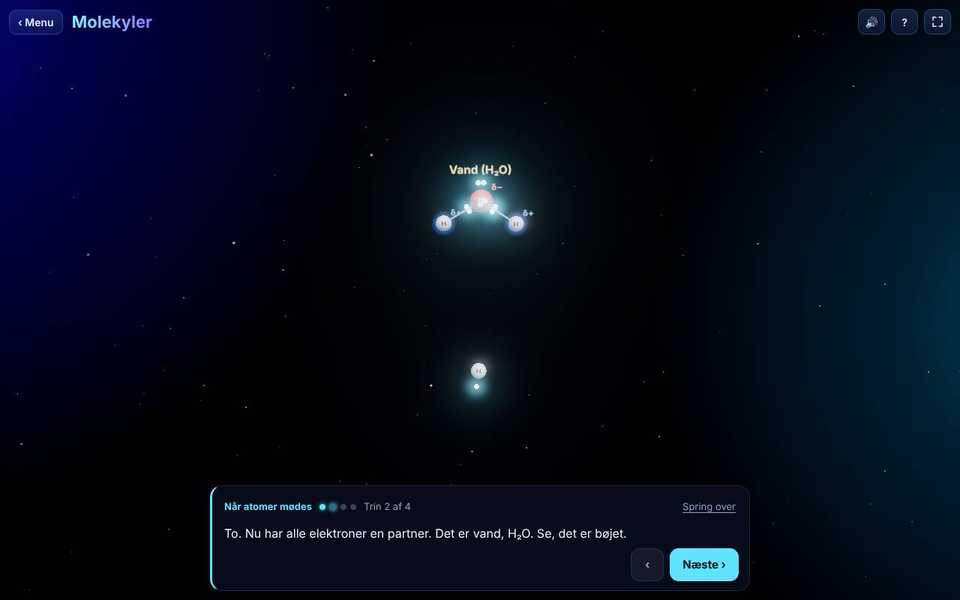 ‹ Menu
Molekyler
?
Vand (H₂O)
δ−
δ+
δ+
H
H
H
Når atomer mødes
Trin 2 af 4
Spring over
To. Nu har alle elektroner en partner. Det er vand, H₂O. Se, det er bøjet.
‹
Næste ›